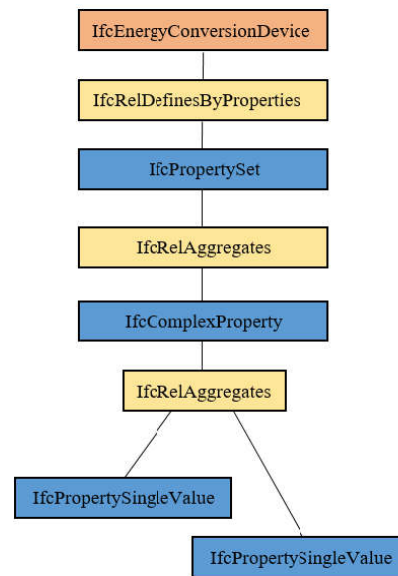 IfcEnergyConversionDevice
IfcRelDefinesByProperties
IfcPropertySet
IfcRelAggregates
IfcComplexProperty
IfcRelAggregates
IfcPropertySingleValue
IfcPropertySingleValue